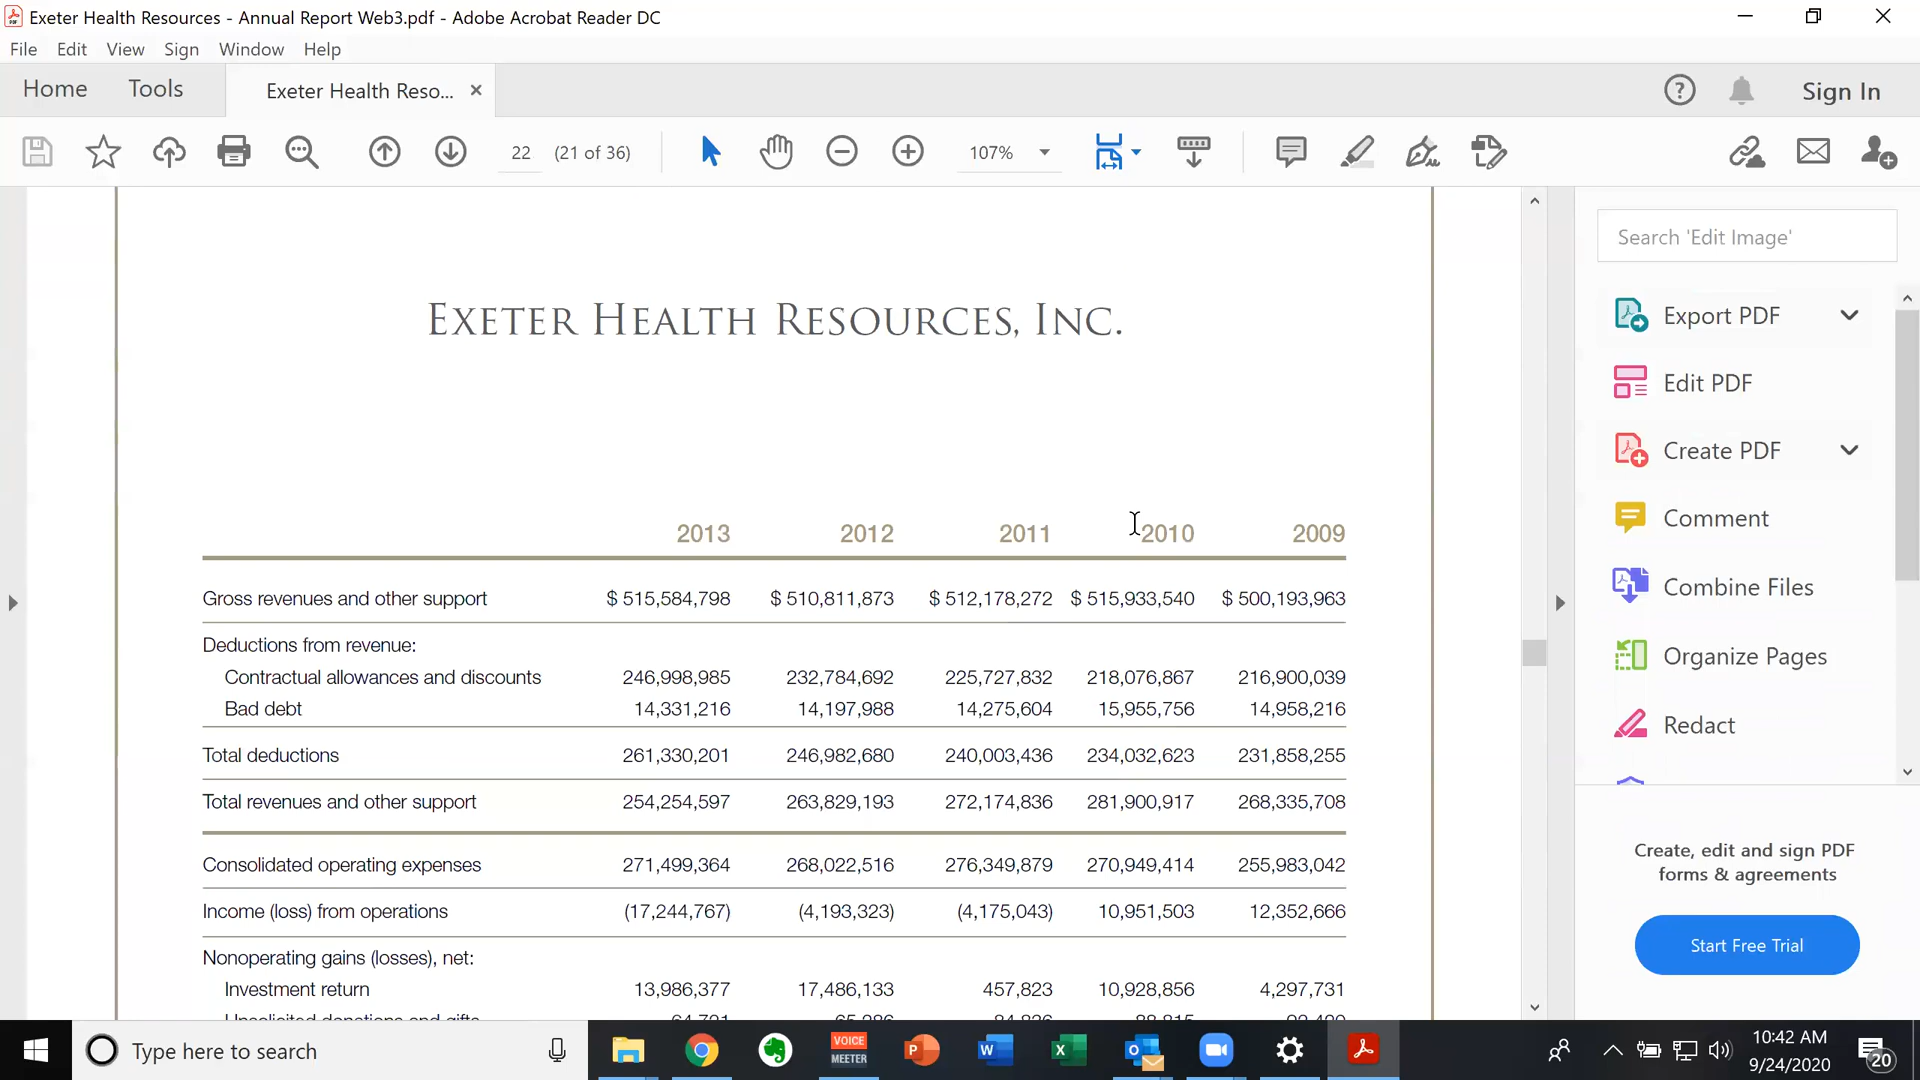 Exeter Health Resources - Annual Report Web3.pdf - Adobe Acrobat Reader DC
File Edit View Sign Window Help
Home Tools Exeter Health Reso... Sign In
22 (21 of 36) 107%
Search 'Edit Image'
EXETER HEALTH RESOURCES, INC.
2013 2012 2011 2010 2009
Gross revenues and other support $ 515,584,798 $ 510,811,873 $ 512,178,272 $ 515,933,540 $ 500,193,963
Deductions from revenue:
Contractual allowances and discounts 246,998,985 232,784,692 225,727,832 218,076,867 216,900,039
Bad debt 14,331,216 14,197,988 14,275,604 15,955,756 14,958,216
Total deductions 261,330,201 246,982,680 240,003,436 234,032,623 231,858,255
Total revenues and other support 254,254,597 263,829,193 272,174,836 281,900,917 268,335,708
Consolidated operating expenses 271,499,364 268,022,516 276,349,879 270,949,414 255,983,042
Income (loss) from operations (17,244,767) (4,193,323) (4,175,043) 10,951,503 12,352,666
Nonoperating gains (losses), net:
Investment return 13,986,377 17,486,133 457,823 10,928,856 4,297,731
Unsolicited donations and gifts
Export PDF
Edit PDF
Create PDF
Comment
Combine Files
Organize Pages
Redact
Create, edit and sign PDF
forms & agreements
Start Free Trial
Type here to search
VOICE
MEETER
10:42 AM
9/24/2020
20